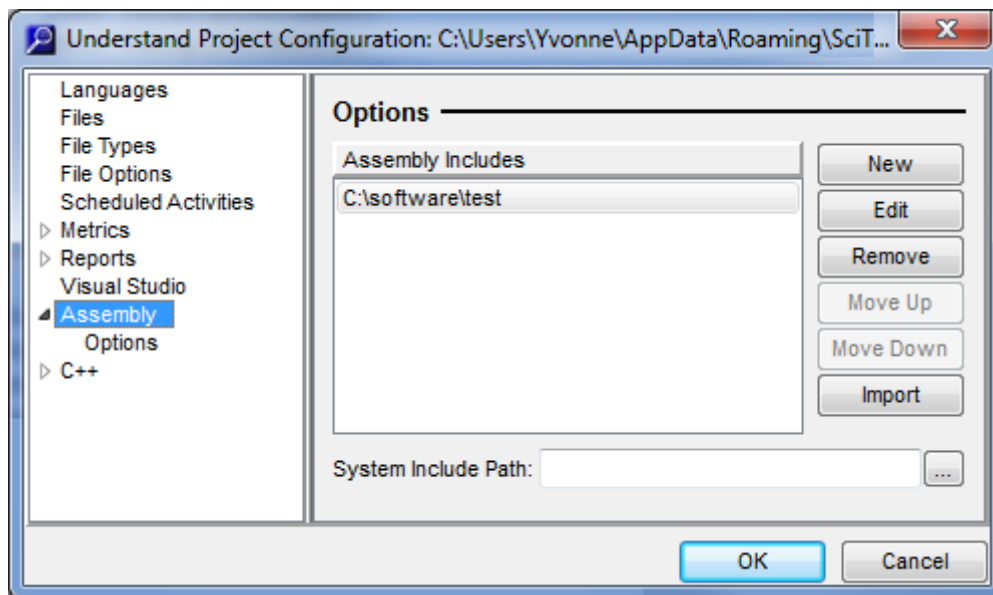 Understand Project Configuration: C:\Users\Yvonne\AppData\Roaming\SciT...
Languages
Files
File Types
File Options
Scheduled Activities
Metrics
Reports
Visual Studio
Assembly
Options
C++
Options
Assembly Includes
C:\software\test
New
Edit
Remove
Move Up
Move Down
Import
System Include Path:
...
OK
Cancel